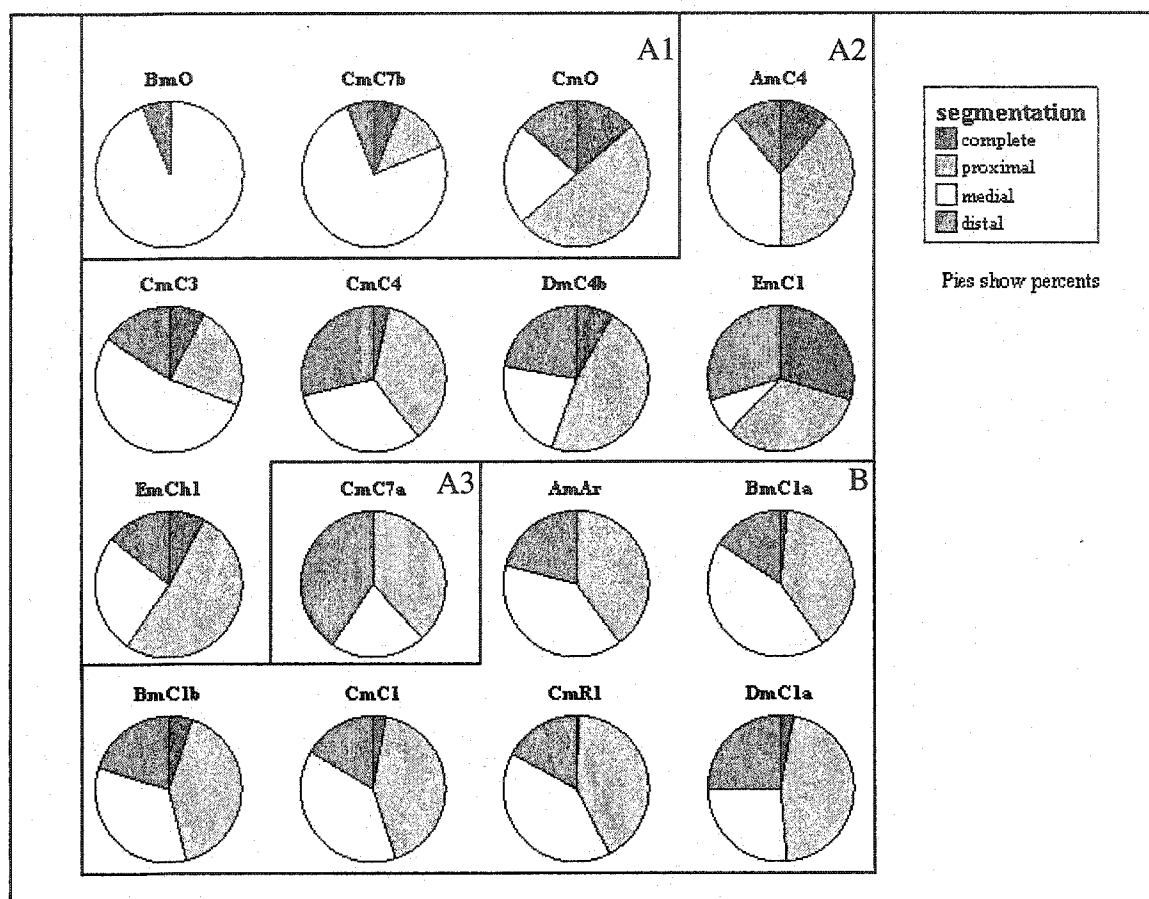 A1
A2
BmO CmC7b CmO AmC4
segmentation
complete
proximal
medial
distal
Pies show percents
CmC3 CmC4 DmC4b EmC1
EmCh1 CmC7a A3 AmAr BmC1a B
BmC1b CmC1 CmR1 DmC1a